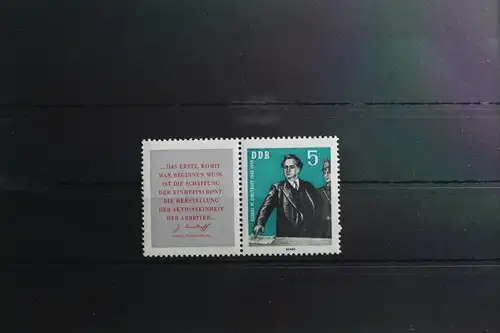 ...DAS ERSTE, WOMIT
MAN BEGINNEN MUSS,
IST DIE SCHAFFUNG
DER EINHEITSFRONT,
DIE HERSTELLUNG
DER AKTIONSEINHEIT
DER ARBEITER...
DDR
5